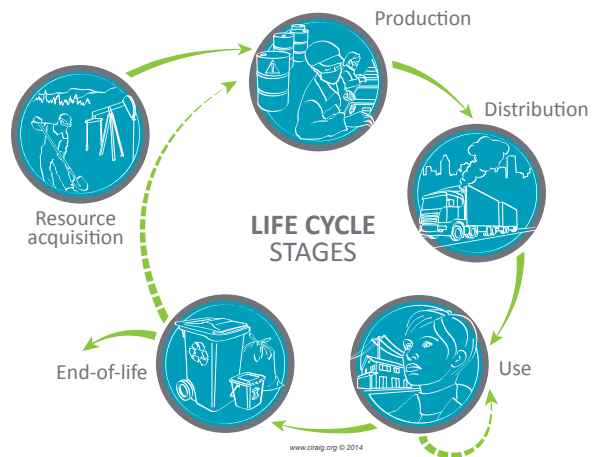 Production
Distribution
Resource
acquisition
LIFE CYCLE
STAGES
End-of-life
Use
www.ciraig.org © 2014